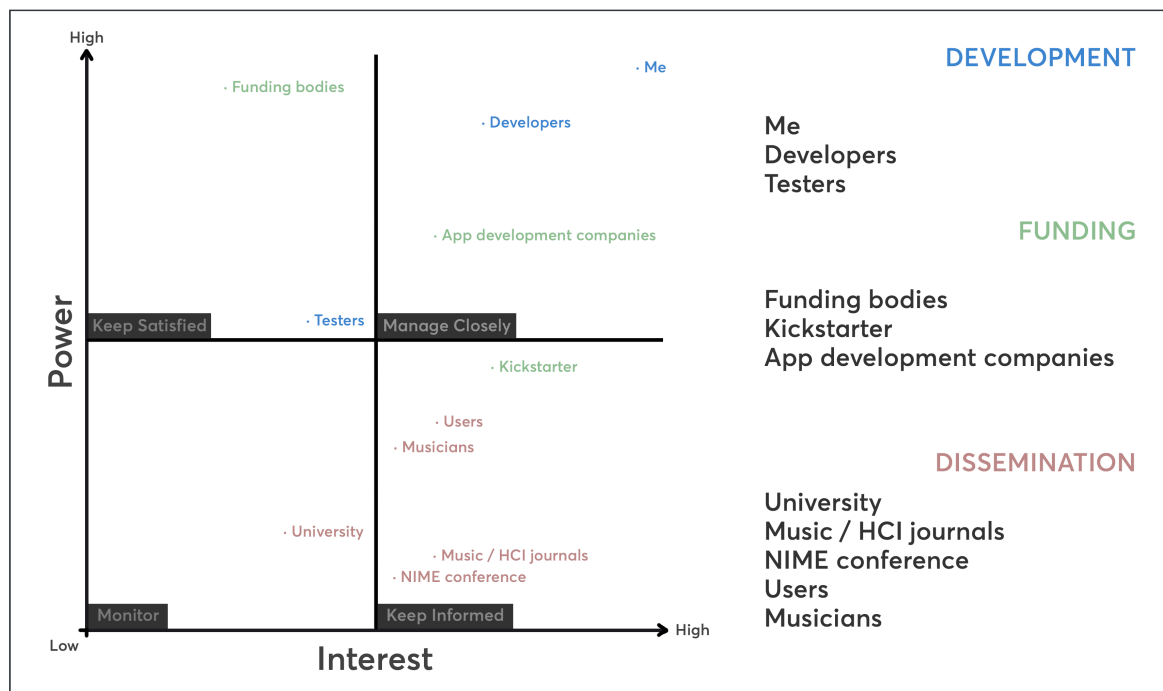 High
· Me
· Funding bodies
· Developers
· App development companies
Power
Keep Satisfied
· Testers
Manage Closely
· Kickstarter
· Users
· Musicians
· University
· Music / HCI journals
· NIME conference
Monitor
Keep Informed
Low
Interest
High
DEVELOPMENT
Me
Developers
Testers
FUNDING
Funding bodies
Kickstarter
App development companies
DISSEMINATION
University
Music / HCI journals
NIME conference
Users
Musicians